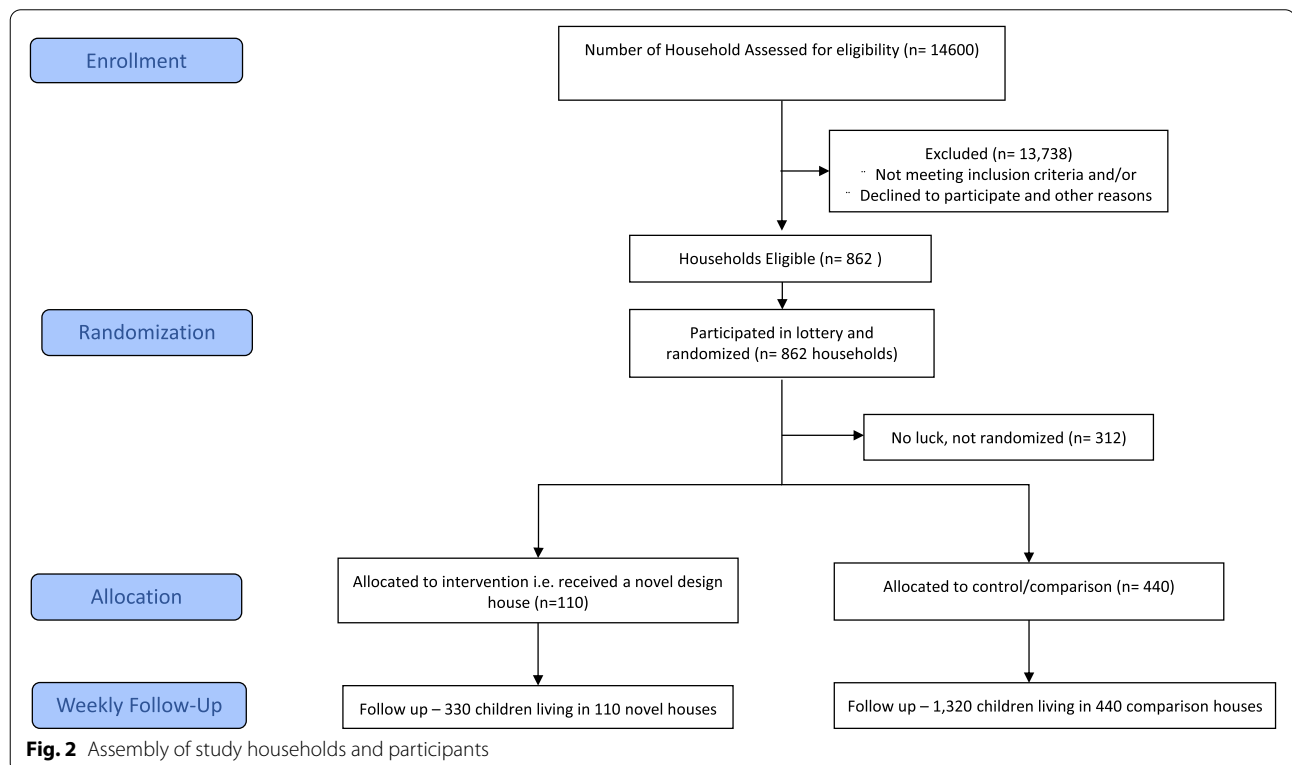 Enrollment
Number of Household Assessed for eligibility (n= 14600)
Excluded (n= 13,738)
¨ Not meeting inclusion criteria and/or
¨ Declined to participate and other reasons
Households Eligible (n= 862 )
Randomization
Participated in lottery and
randomized (n= 862 households)
No luck, not randomized (n= 312)
Allocation
Allocated to intervention i.e. received a novel design
house (n=110)
Allocated to control/comparison (n= 440)
Weekly Follow-Up
Follow up – 330 children living in 110 novel houses
Follow up – 1,320 children living in 440 comparison houses
Fig. 2 Assembly of study households and participants